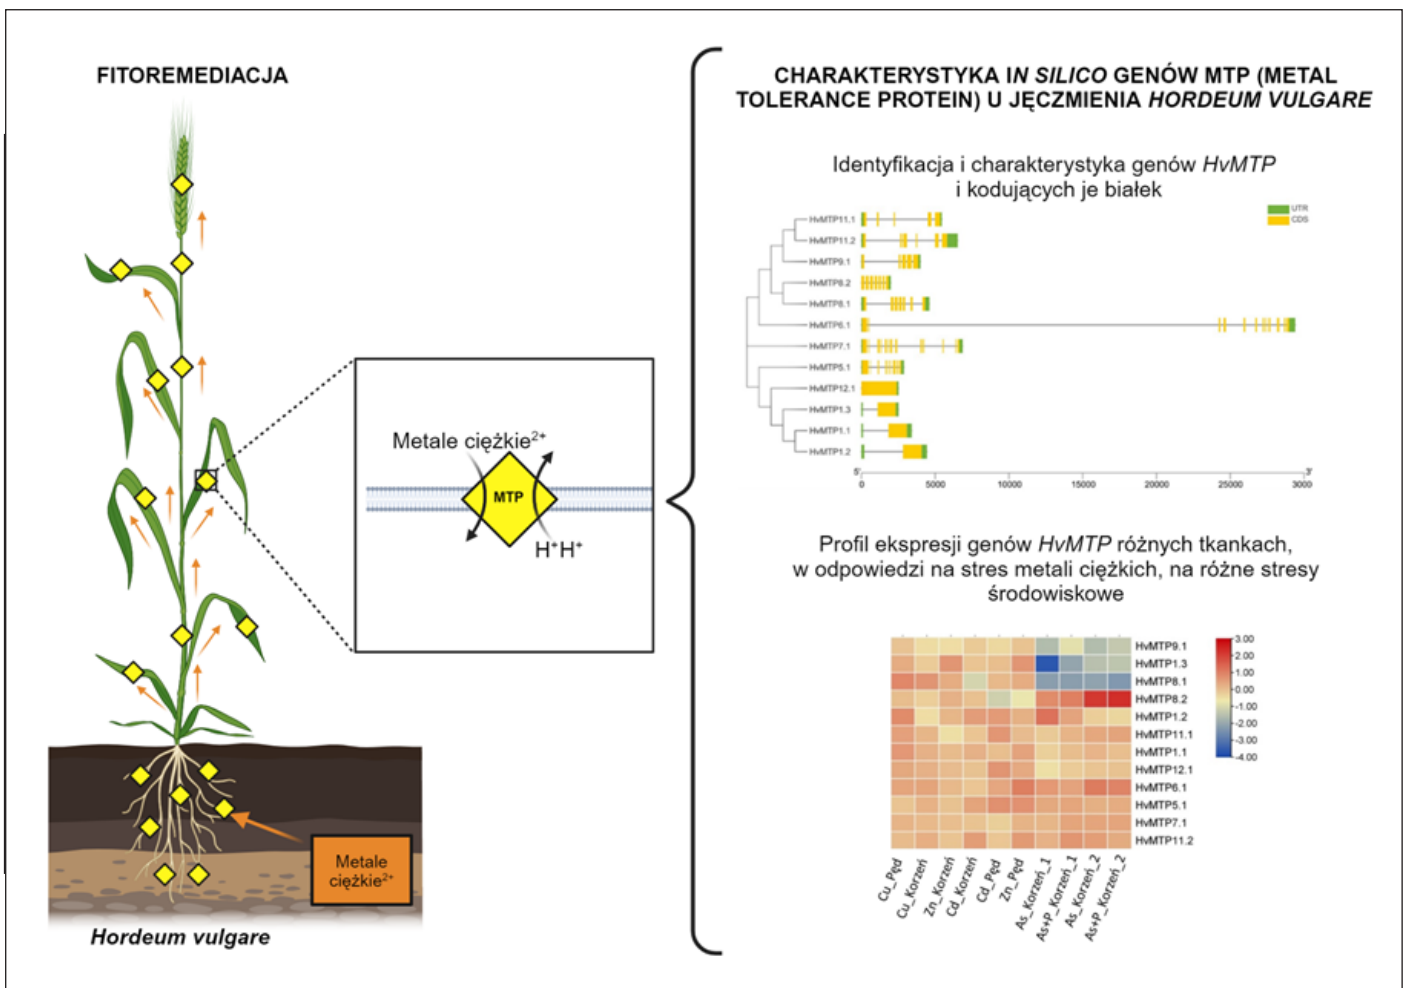 FITOREMEDIACJA
Metale ciężkie2+
MTP
H+H+
Metale
ciężkie2+
Hordeum vulgare
CHARAKTERYSTYKA IN SILICO GENÓW MTP (METAL
TOLERANCE PROTEIN) U JĘCZMIENIA HORDEUM VULGARE
Identyfikacja i charakterystyka genów HvMTP
i kodujących je białek
UTR
CDS
HvMTP11.1
HvMTP11.2
HvMTP9.1
HvMTP8.2
HvMTP8.1
HvMTP6.1
HvMTP7.1
HvMTP5.1
HvMTP12.1
HvMTP1.3
HvMTP1.1
HvMTP1.2
5' 3'
0 5000 10000 15000 20000 25000 3000
Profil ekspresji genów HvMTP różnych tkankach,
w odpowiedzi na stres metali ciężkich, na różne stresy
środowiskowe
HvMTP9.1
HvMTP1.3
HvMTP8.1
HvMTP8.2
HvMTP1.2
HvMTP11.1
HvMTP1.1
HvMTP12.1
HvMTP6.1
HvMTP5.1
HvMTP7.1
HvMTP11.2
3.00
2.00
1.00
0.00
-1.00
-2.00
-3.00
-4.00
Cu_Pęd
Cu_Korzeń
Zn_Korzeń
Cd_Korzeń
Cd_Pęd
Zn_Pęd
As_Korzeń_1
As+P_Korzeń_1
As_Korzeń_2
As+P_Korzeń_2